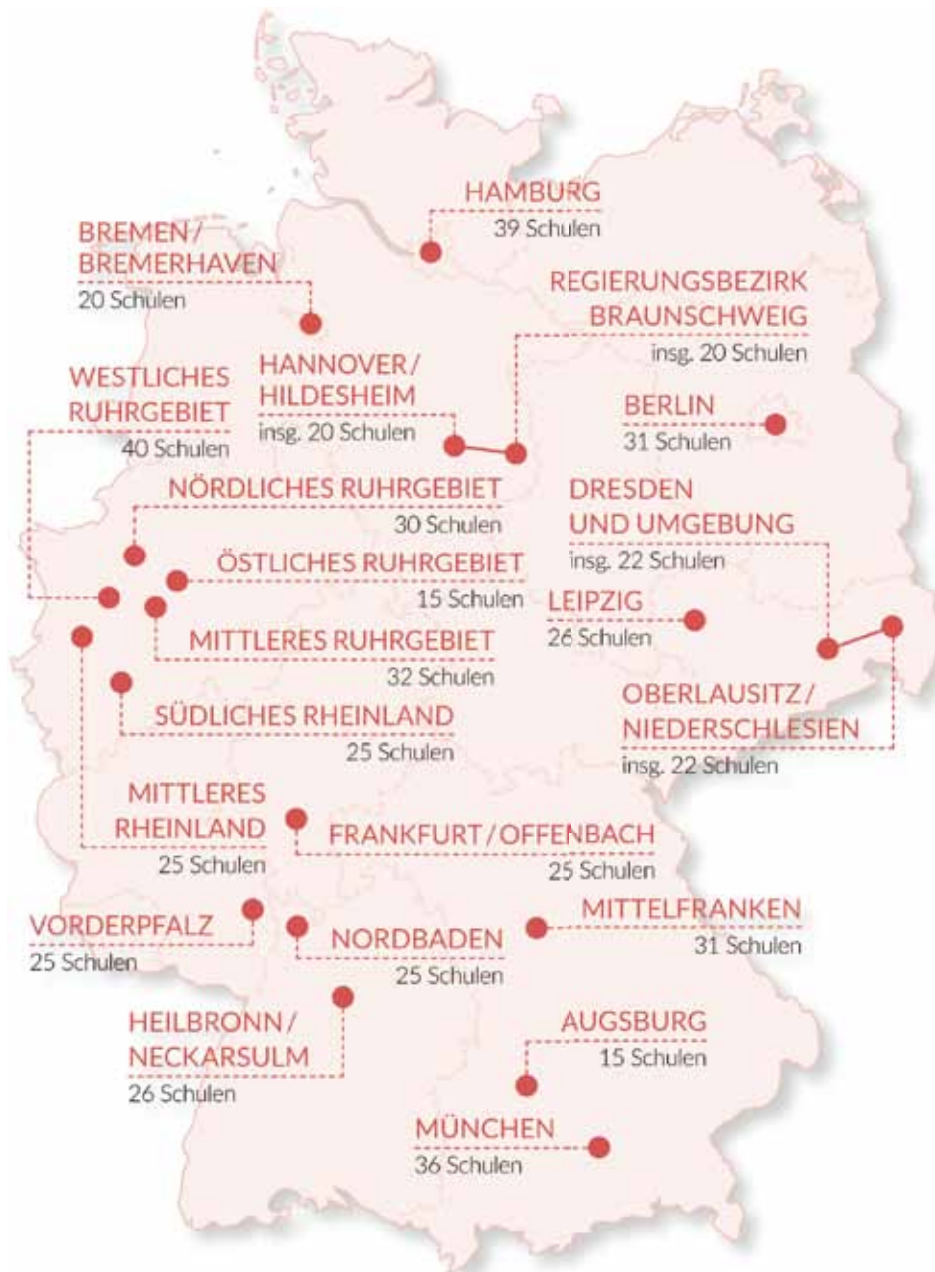 HAMBURG
39 Schulen
BREMEN /
BREMERHAVEN
20 Schulen
REGIERUNGSBEZIRK
BRAUNSCHWEIG
insg. 20 Schulen
HANNOVER /
HILDESHEIM
insg. 20 Schulen
WESTLICHES
RUHRGEBIET
40 Schulen
BERLIN
31 Schulen
NÖRDLICHES RUHRGEBIET
30 Schulen
DRESDEN
UND UMGEBUNG
insg. 22 Schulen
ÖSTLICHES RUHRGEBIET
15 Schulen
LEIPZIG
26 Schulen
MITTLERES RUHRGEBIET
32 Schulen
OBERLAUSITZ /
NIEDERSCHLESIEN
insg. 22 Schulen
SÜDLICHES RHEINLAND
25 Schulen
MITTLERES
RHEINLAND
25 Schulen
FRANKFURT / OFFENBACH
25 Schulen
VORDERPFALZ
25 Schulen
NORDBADEN
25 Schulen
MITTELFRANKEN
31 Schulen
HEILBRONN /
NECKARSULM
26 Schulen
AUGSBURG
15 Schulen
MÜNCHEN
36 Schulen